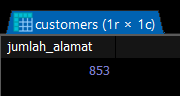 customers (1r × 1c)
jumlah_alamat
853